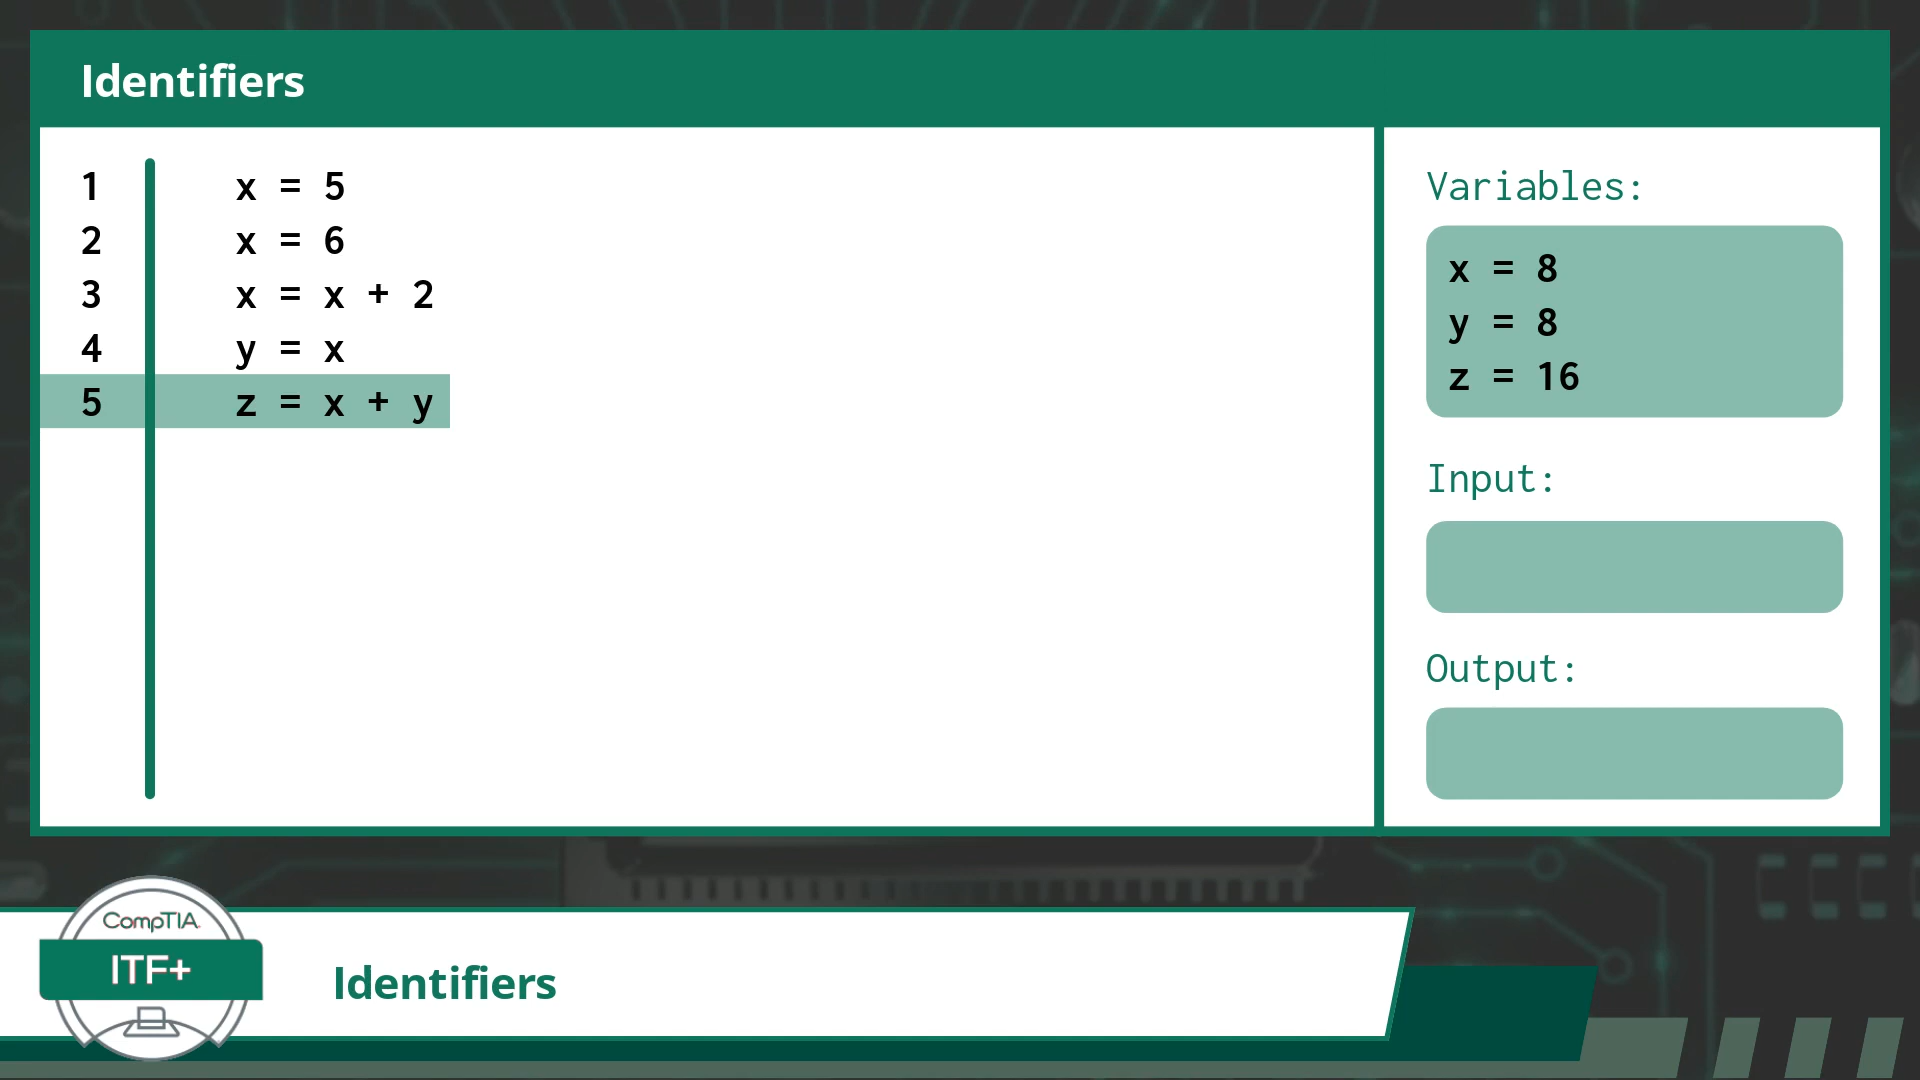 Identifiers
1 x = 5
2 x = 6
3 x = x + 2
4 y = x
5 z = x + y
Variables:
x = 8
y = 8
z = 16
Input:
Output:
CompTIA
ITF+
Identifiers